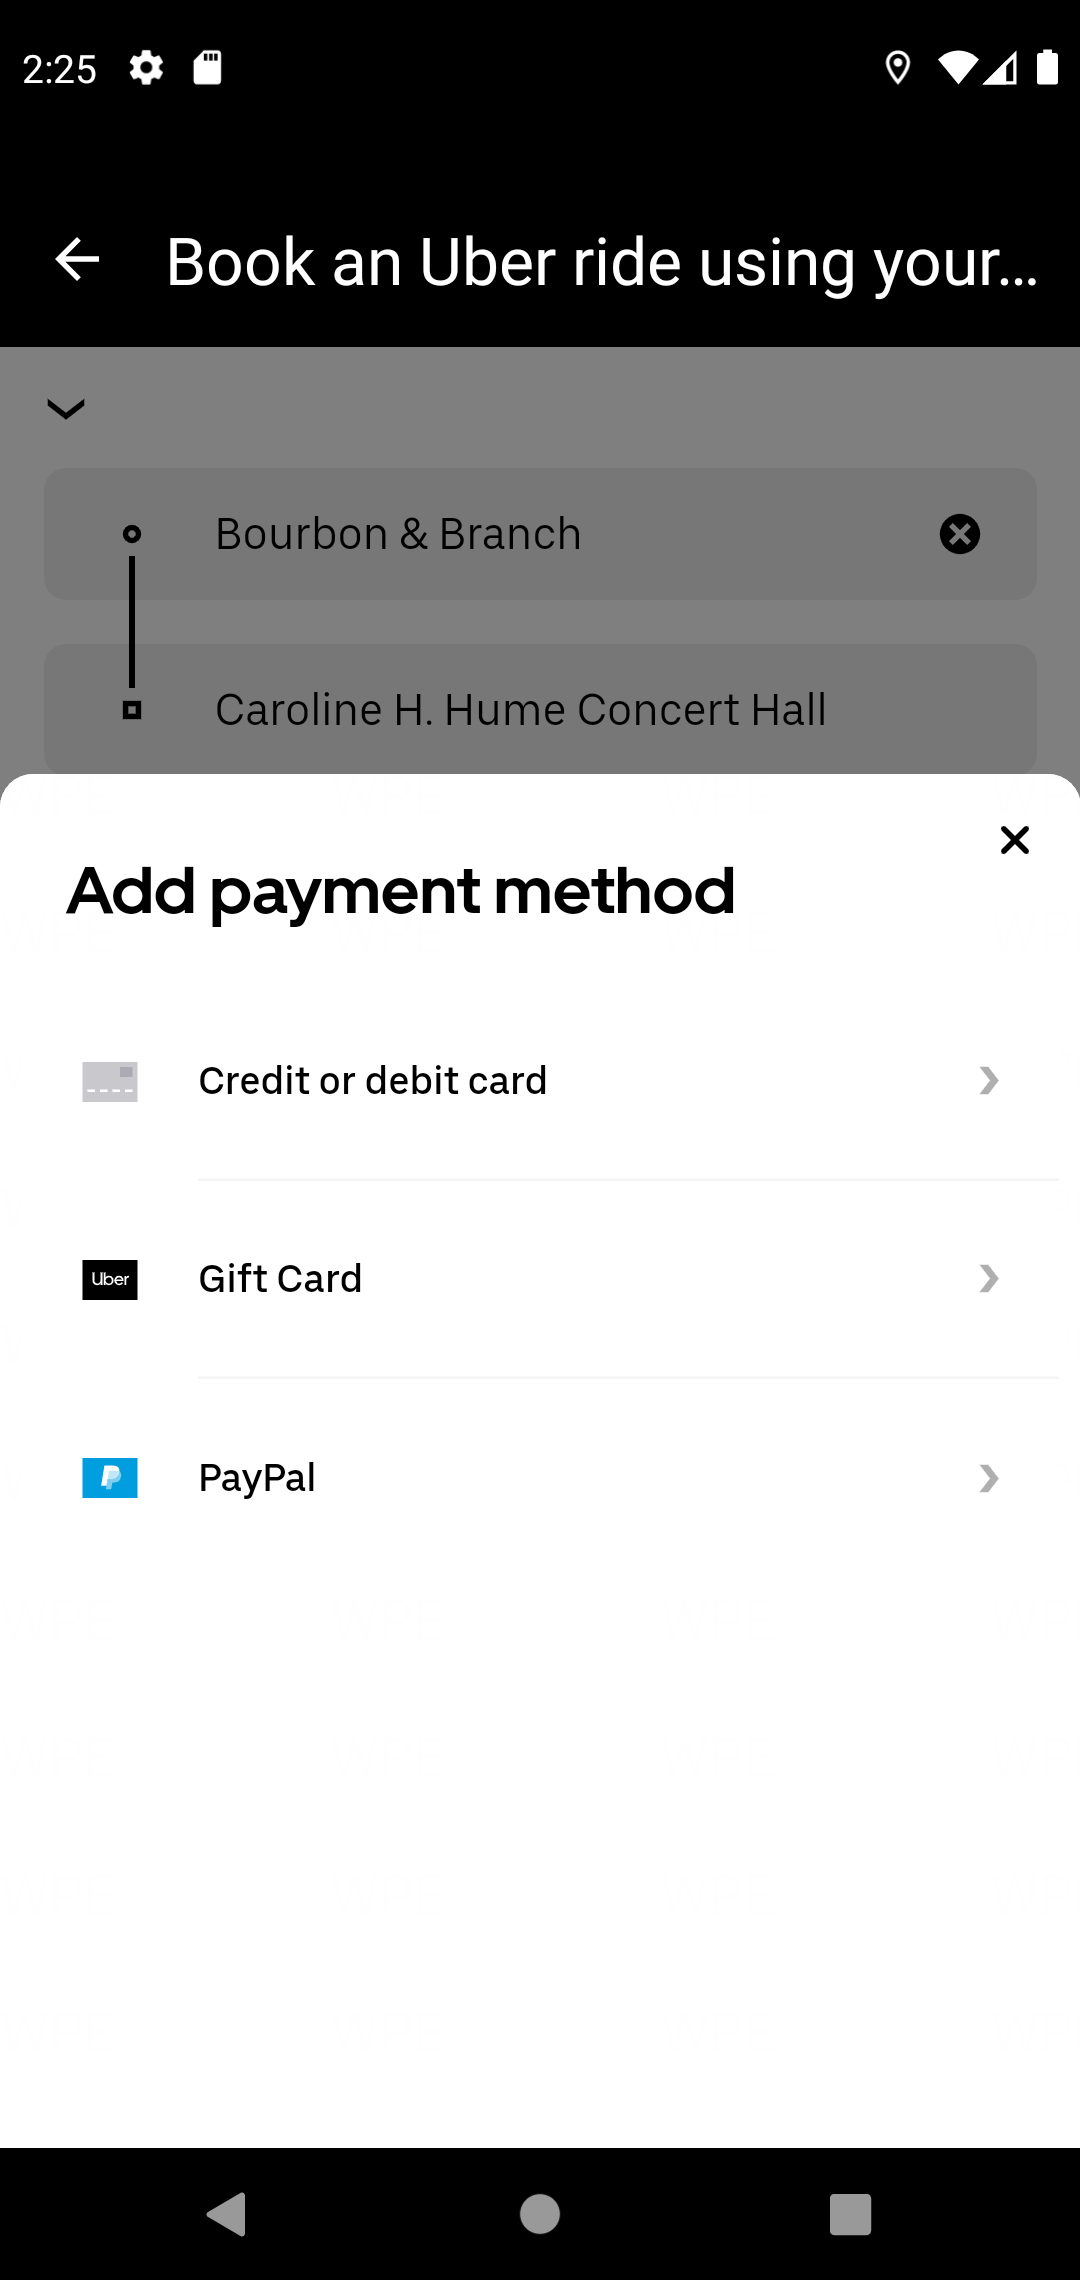 2:25
Book an Uber ride using your...
Bourbon & Branch
Caroline H. Hume Concert Hall
Add payment method
Credit or debit card
Uber
Gift Card
P
PayPal